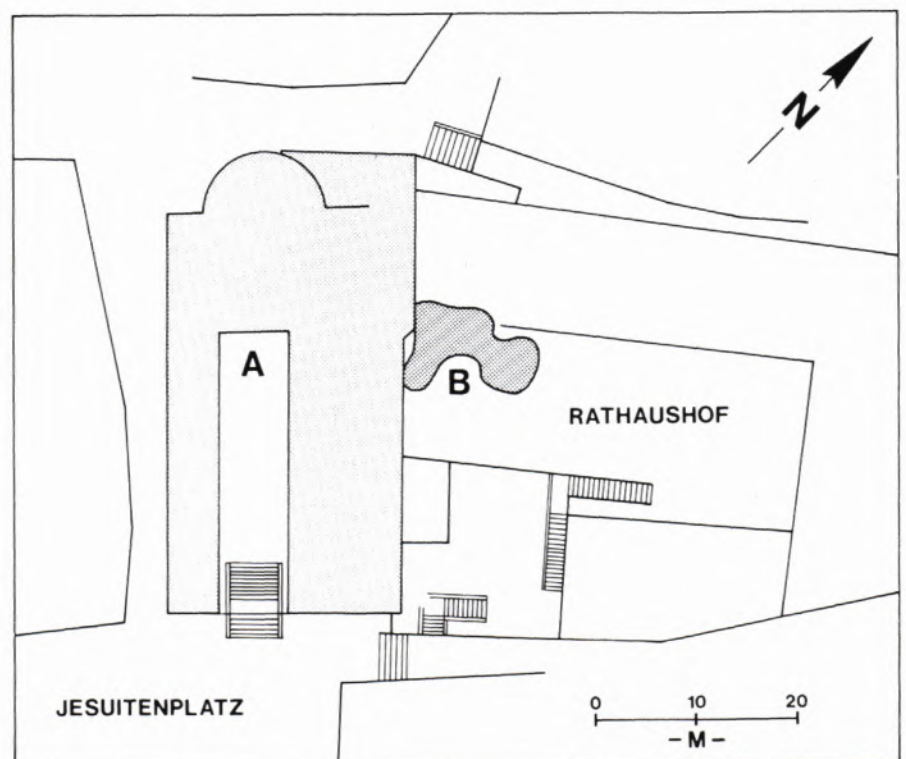 N
A
B
RATHAUSHOF
JESUITENPLATZ
0 10 20
– M –